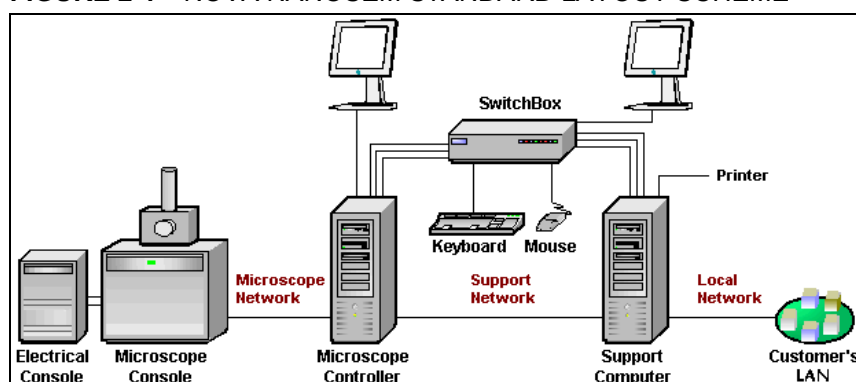 SwitchBox
Printer
Keyboard Mouse
Microscope
Network
Support
Network
Local
Network
Electrical
Console
Microscope
Console
Microscope
Controller
Support
Computer
Customer's
LAN